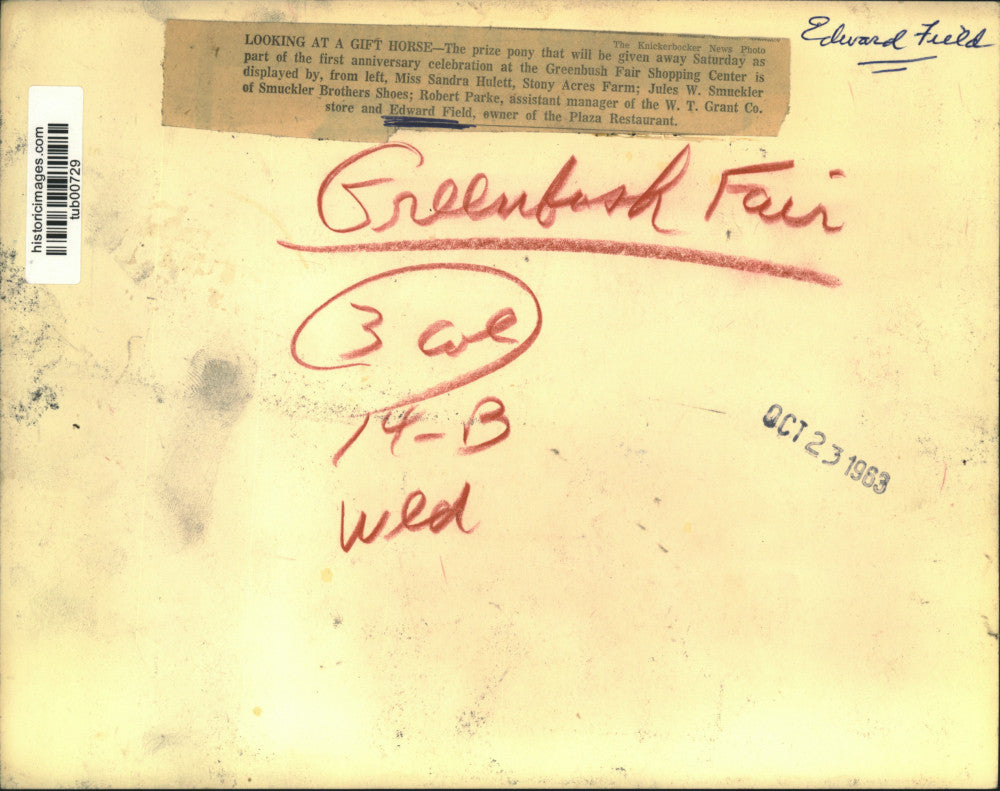 The Knickerbocker News Photo
LOOKING AT A GIFT HORSE—The prize pony that will be given away Saturday as
part of the first anniversary celebration at the Greenbush Fair Shopping Center is
displayed by, from left, Miss Sandra Hulett, Stony Acres Farm; Jules W. Smuckler
of Smuckler Brothers Shoes; Robert Parke, assistant manager of the W. T. Grant Co.
store and Edward Field, owner of the Plaza Restaurant.
Edward Field
historicimages.com
tub00729
Greenbush Fair
3 col
14-B
Wed
OCT 23 1963